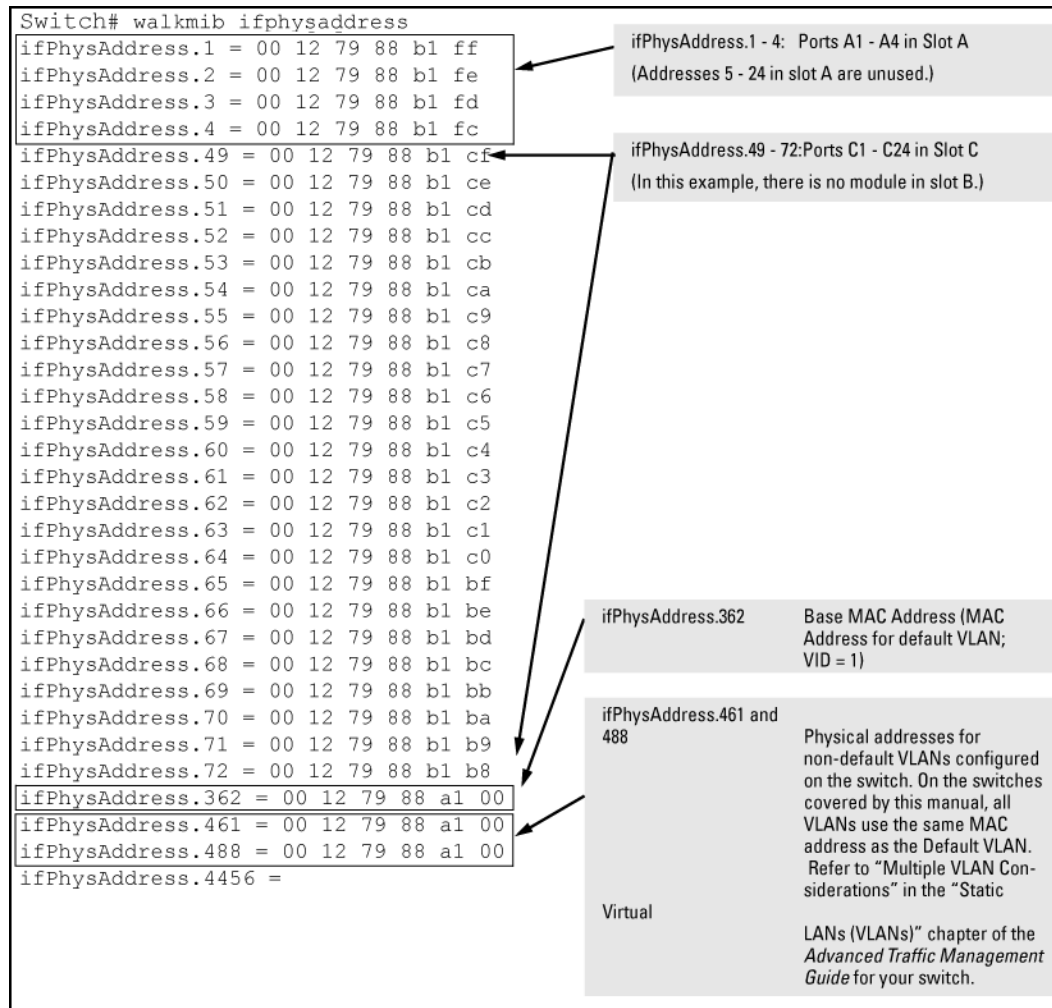 Switch# walkmib ifphysaddress
ifPhysAddress.1 = 00 12 79 88 b1 ff
ifPhysAddress.2 = 00 12 79 88 b1 fe
ifPhysAddress.3 = 00 12 79 88 b1 fd
ifPhysAddress.4 = 00 12 79 88 b1 fc
ifPhysAddress.49 = 00 12 79 88 b1 cf
ifPhysAddress.50 = 00 12 79 88 b1 ce
ifPhysAddress.51 = 00 12 79 88 b1 cd
ifPhysAddress.52 = 00 12 79 88 b1 cc
ifPhysAddress.53 = 00 12 79 88 b1 cb
ifPhysAddress.54 = 00 12 79 88 b1 ca
ifPhysAddress.55 = 00 12 79 88 b1 c9
ifPhysAddress.56 = 00 12 79 88 b1 c8
ifPhysAddress.57 = 00 12 79 88 b1 c7
ifPhysAddress.58 = 00 12 79 88 b1 c6
ifPhysAddress.59 = 00 12 79 88 b1 c5
ifPhysAddress.60 = 00 12 79 88 b1 c4
ifPhysAddress.61 = 00 12 79 88 b1 c3
ifPhysAddress.62 = 00 12 79 88 b1 c2
ifPhysAddress.63 = 00 12 79 88 b1 c1
ifPhysAddress.64 = 00 12 79 88 b1 c0
ifPhysAddress.65 = 00 12 79 88 b1 bf
ifPhysAddress.66 = 00 12 79 88 b1 be
ifPhysAddress.67 = 00 12 79 88 b1 bd
ifPhysAddress.68 = 00 12 79 88 b1 bc
ifPhysAddress.69 = 00 12 79 88 b1 bb
ifPhysAddress.70 = 00 12 79 88 b1 ba
ifPhysAddress.71 = 00 12 79 88 b1 b9
ifPhysAddress.72 = 00 12 79 88 b1 b8
ifPhysAddress.362 = 00 12 79 88 a1 00
ifPhysAddress.461 = 00 12 79 88 a1 00
ifPhysAddress.488 = 00 12 79 88 a1 00
ifPhysAddress.4456 =
ifPhysAddress.1 - 4: Ports A1 - A4 in Slot A
(Addresses 5 - 24 in slot A are unused.)
ifPhysAddress.49 - 72:Ports C1 - C24 in Slot C
(In this example, there is no module in slot B.)
ifPhysAddress.362
Base MAC Address (MAC
Address for default VLAN;
VID = 1)
ifPhysAddress.461 and
488
Physical addresses for
non-default VLANs configured
on the switch. On the switches
covered by this manual, all
VLANs use the same MAC
address as the Default VLAN.
Refer to “Multiple VLAN Con-
siderations” in the “Static
Virtual
LANs (VLANs)” chapter of the
Advanced Traffic Management
Guide for your switch.